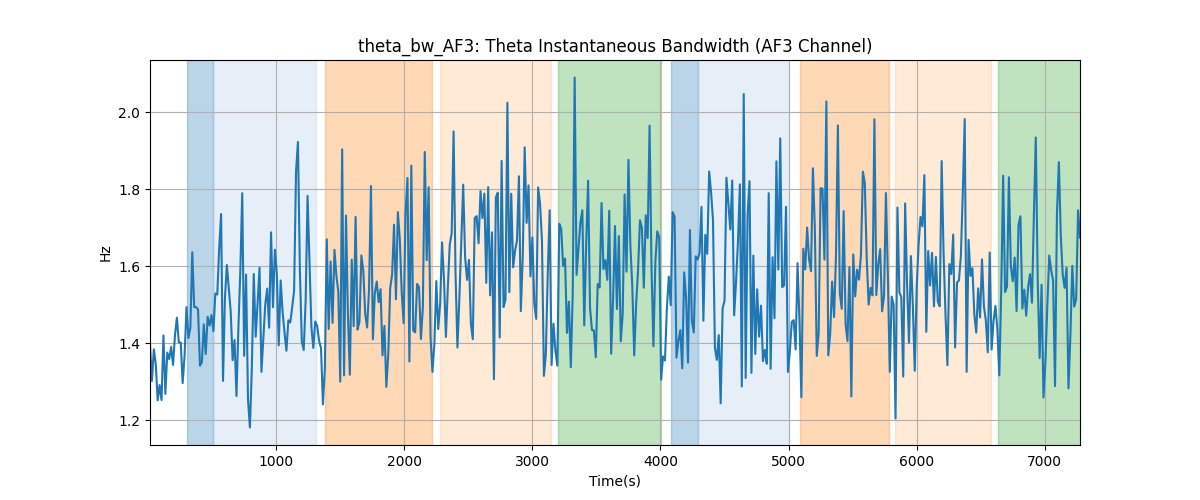 theta_bw_AF3: Theta Instantaneous Bandwidth (AF3 Channel)
Hz
2.0
1.8
1.6
1.4
1.2
1000 2000 3000 4000 5000 6000 7000
Time(s)